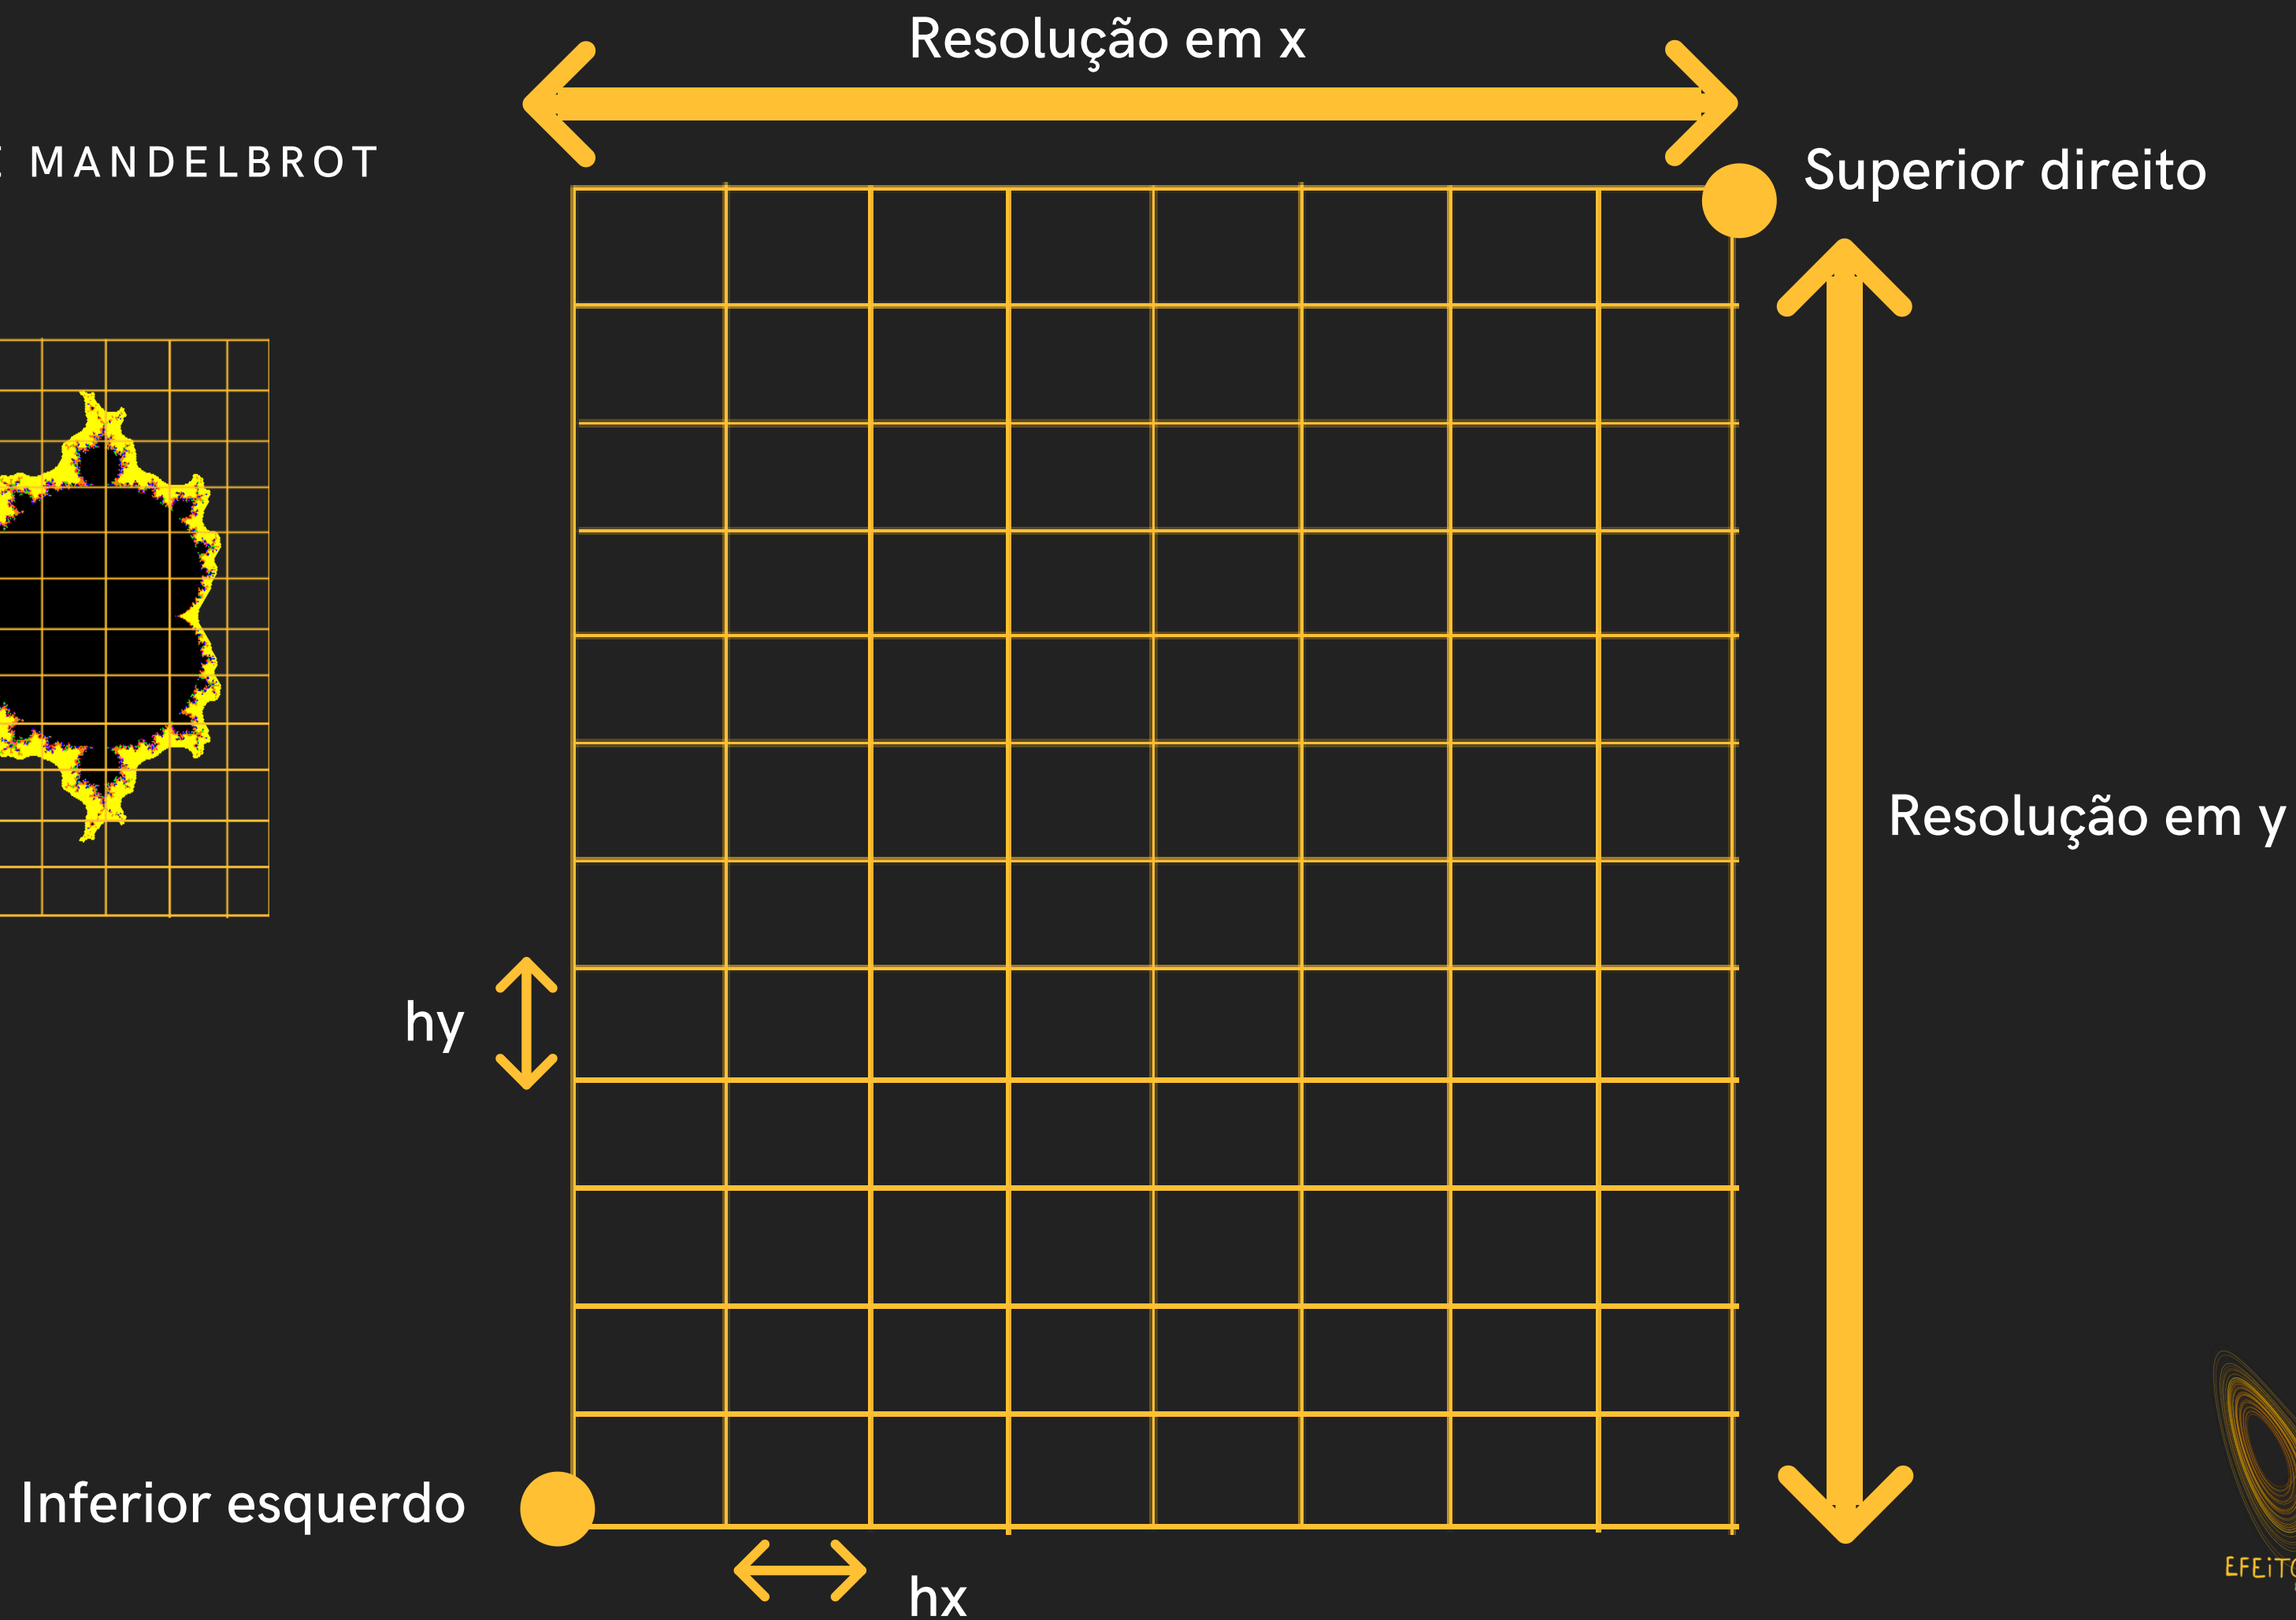 Resolução em x
MANDELBROT
Superior direito
Resolução em y
hy
Inferior esquerdo
hx